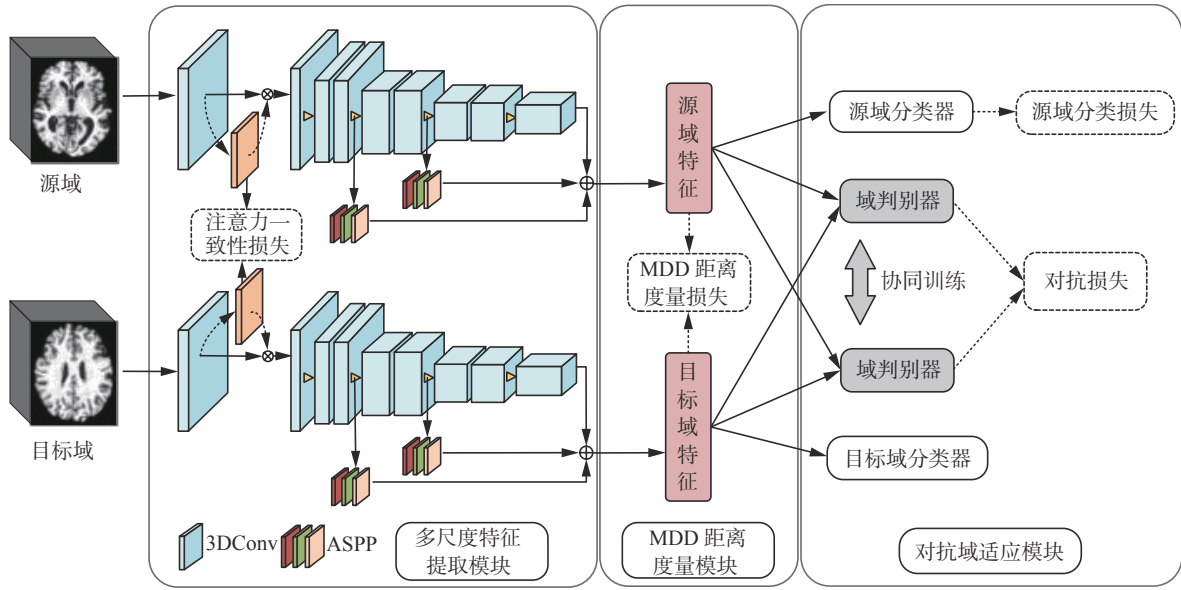 源域
目标域
注意力一
致性损失
3DConv
ASPP
多尺度特征
提取模块
源域特征
MDD 距离
度量损失
目标域特征
MDD 距离
度量模块
源域分类器
源域分类损失
域判别器
协同训练
对抗损失
域判别器
目标域分类器
对抗域适应模块